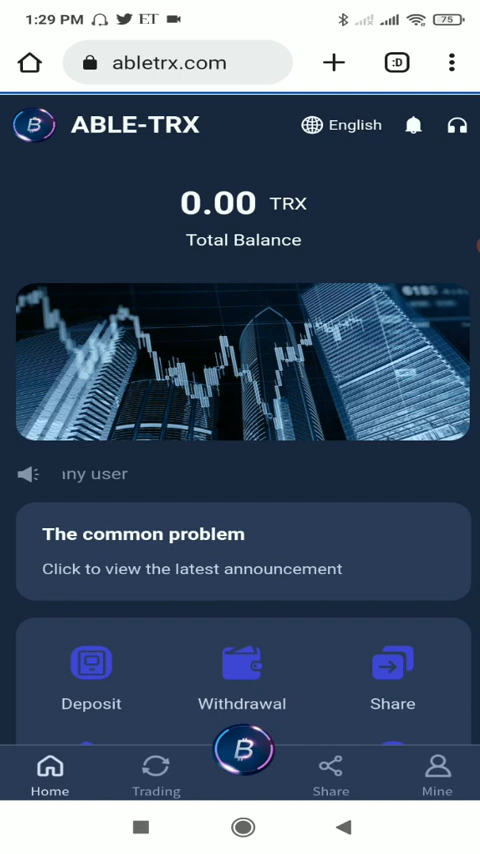 1:29 PM ET 75
abletrx.com :D
ABLE-TRX English
0.00 TRX
Total Balance
any user
The common problem
Click to view the latest announcement
Deposit Withdrawal Share
Home Trading Share Mine